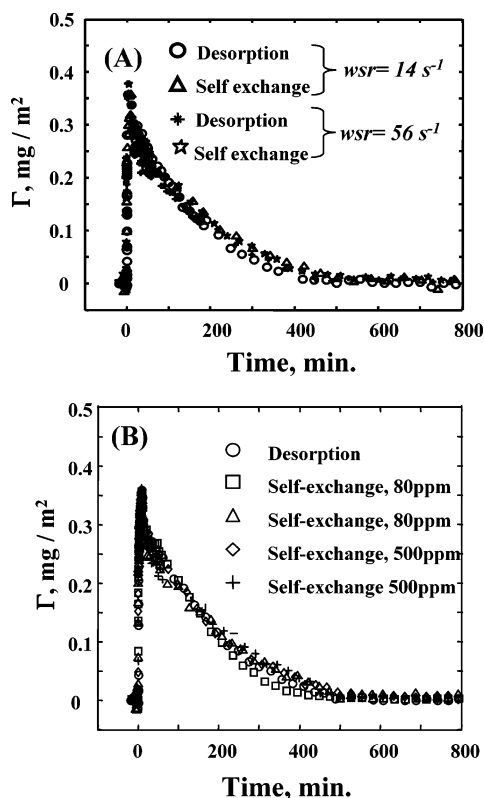 (A)
Desorption
Self exchange
wsr= 14 s-1
Desorption
Self exchange
wsr= 56 s-1
Γ, mg / m2
0.5
0.4
0.3
0.2
0.1
0
0 200 400 600 800
Time, min.
(B)
Desorption
Self-exchange, 80ppm
Self-exchange, 80ppm
Self-exchange, 500ppm
Self-exchange 500ppm
Γ, mg / m2
0.5
0.4
0.3
0.2
0.1
0
0 200 400 600 800
Time, min.